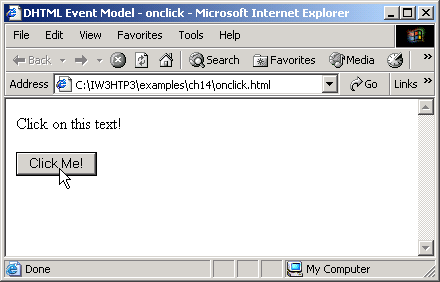 DHTML Event Model - onclick - Microsoft Internet Explorer
File Edit View Favorites Tools Help
Back Search Favorites »
Address C:\IW3HTP3\examples\ch14\onclick.html Go Links »
Click on this text!
Click Me!
Done My Computer